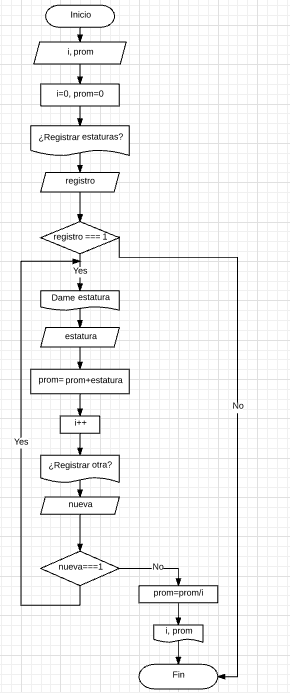 Inicio
i, prom
i=0, prom=0
¿Registrar estaturas?
registro
registro === 1
Yes
Dame estatura
estatura
prom= prom+estatura
No
i++
Yes
¿Registrar otra?
nueva
nueva===1
No
prom=prom/i
i, prom
Fin